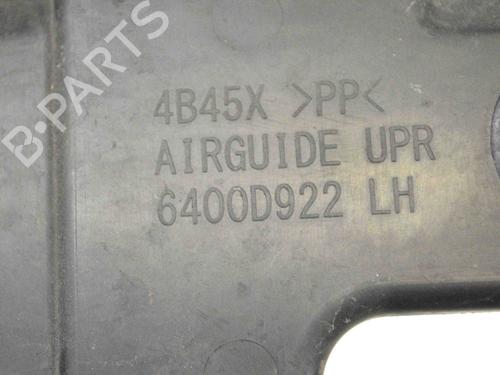 B-PARTS
4B45X >PP<
AIRGUIDE UPR
6400D922 LH